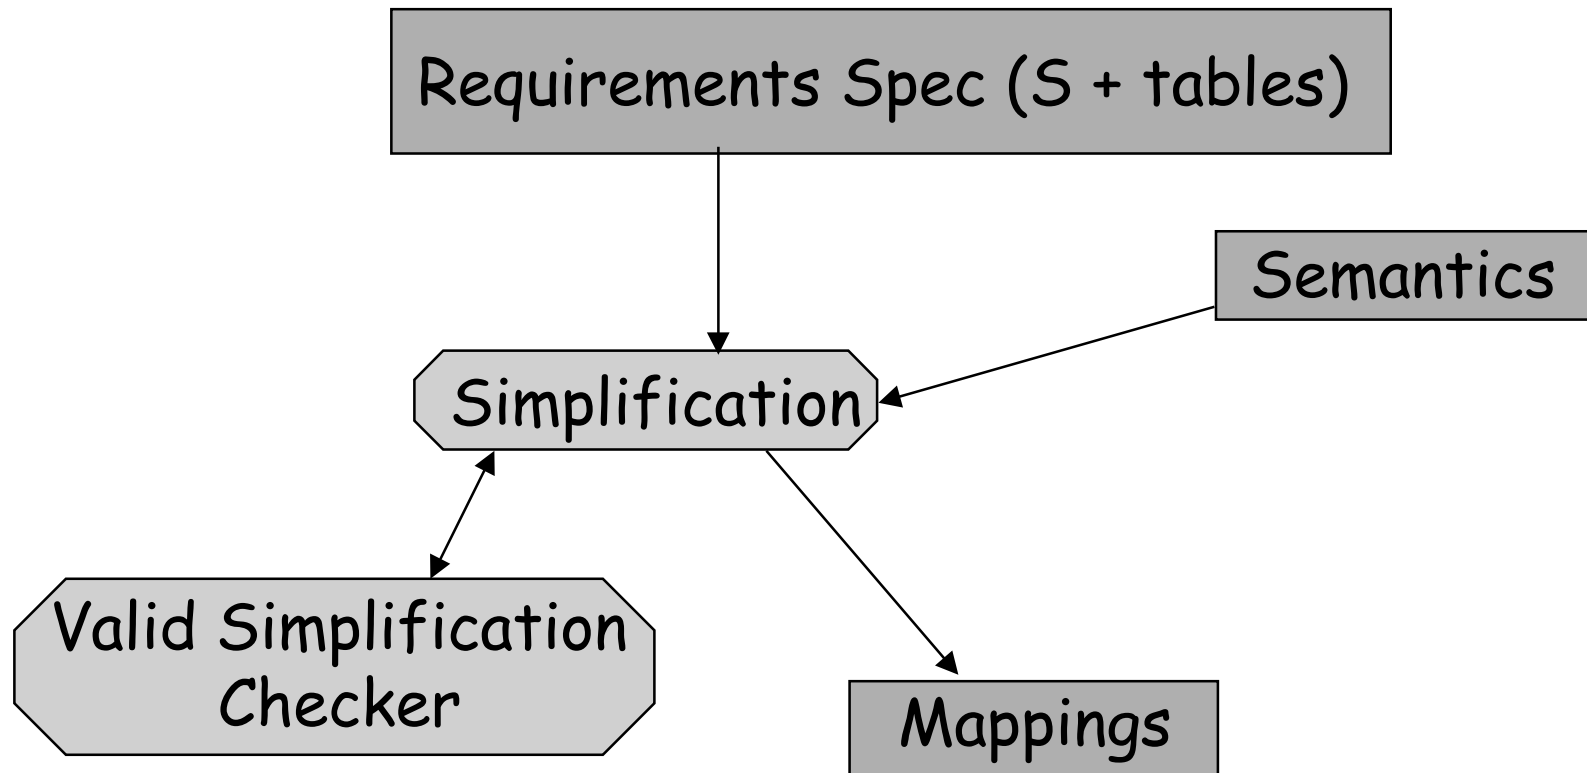 Requirements Spec (S + tables)
Semantics
Simplification
Valid Simplification
Checker
Mappings